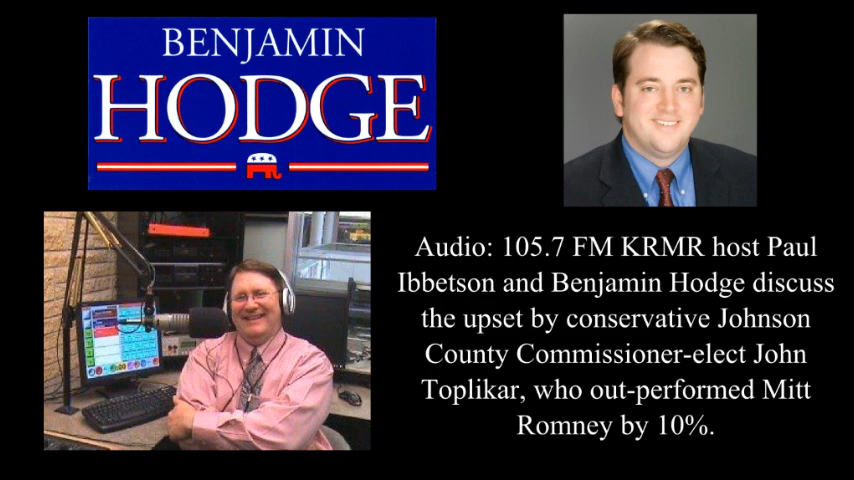 BENJAMIN
HODGE
Audio: 105.7 FM KRMR host Paul
Ibbetson and Benjamin Hodge discuss
the upset by conservative Johnson
County Commissioner-elect John
Toplikar, who out-performed Mitt
Romney by 10%.